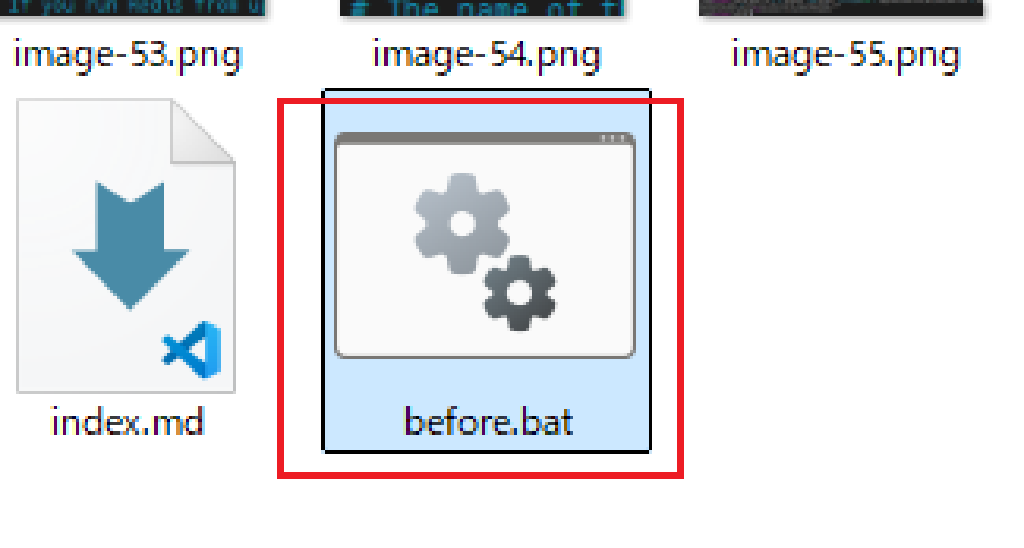 If you run Redis from u
# The name of t
image-53.png
image-54.png
image-55.png
index.md
before.bat